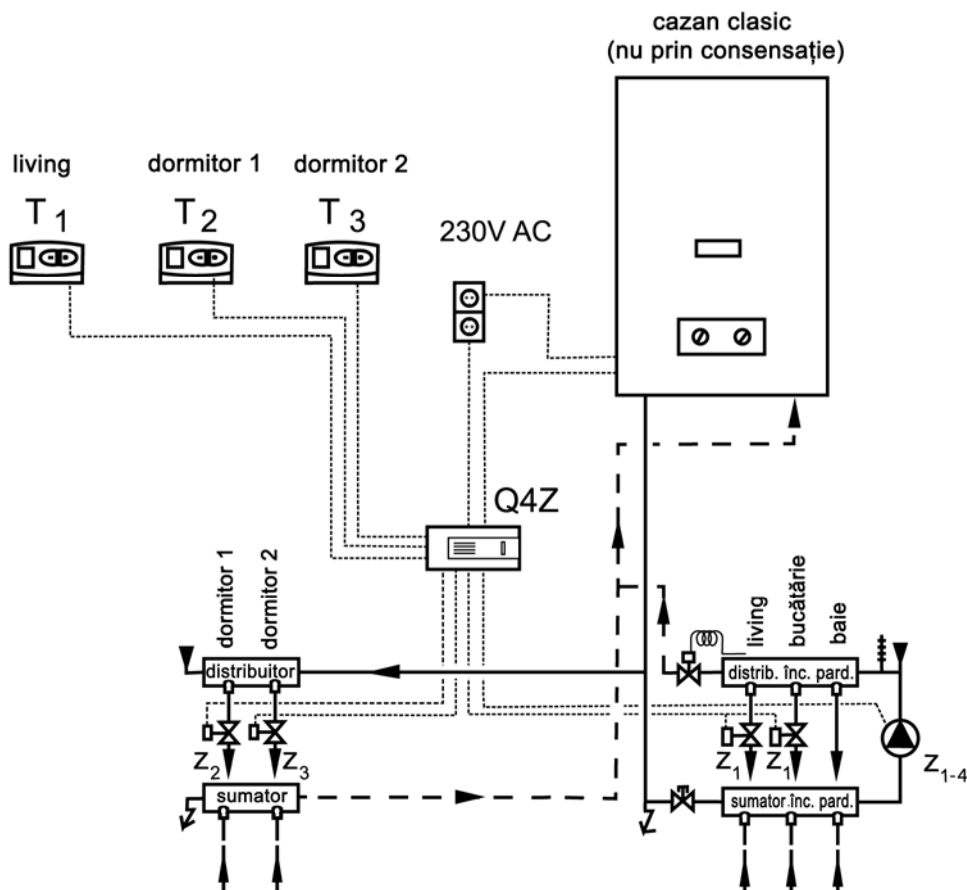 cazan clasic
(nu prin consensație)
living
dormitor 1
dormitor 2
T1
T2
T3
230V AC
Q4Z
dormitor 1
dormitor 2
living
bucătărie
baie
distribuitor
distrib. înc. pard.
Z2
Z3
Z1
Z1
Z1-4
sumator
sumator înc. pard.